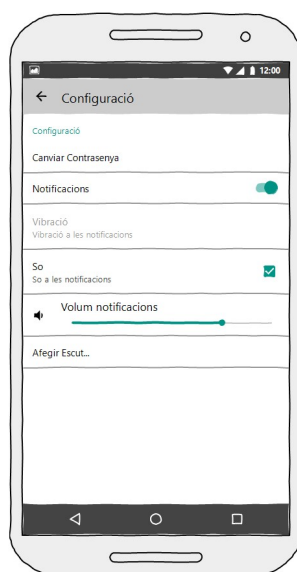 12:00
Configuració
Configuració
Canviar Contrasenya
Notificacions
Vibració
Vibració a les notificacions
So
So a les notificacions
Volum notificacions
Afegir Escut...